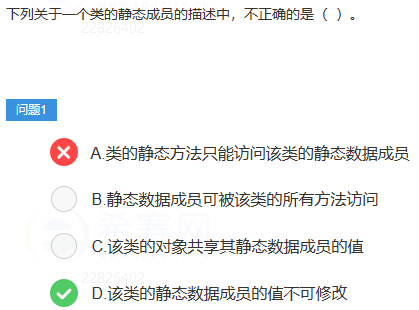 下列关于一个类的静态成员的描述中，不正确的是（ ）。
22826402
问题1
A.类的静态方法只能访问该类的静态数据成员
B.静态数据成员可被该类的所有方法访问
希赛网
C.该类的对象共享其静态数据成员的值
22826402
D.该类的静态数据成员的值不可修改